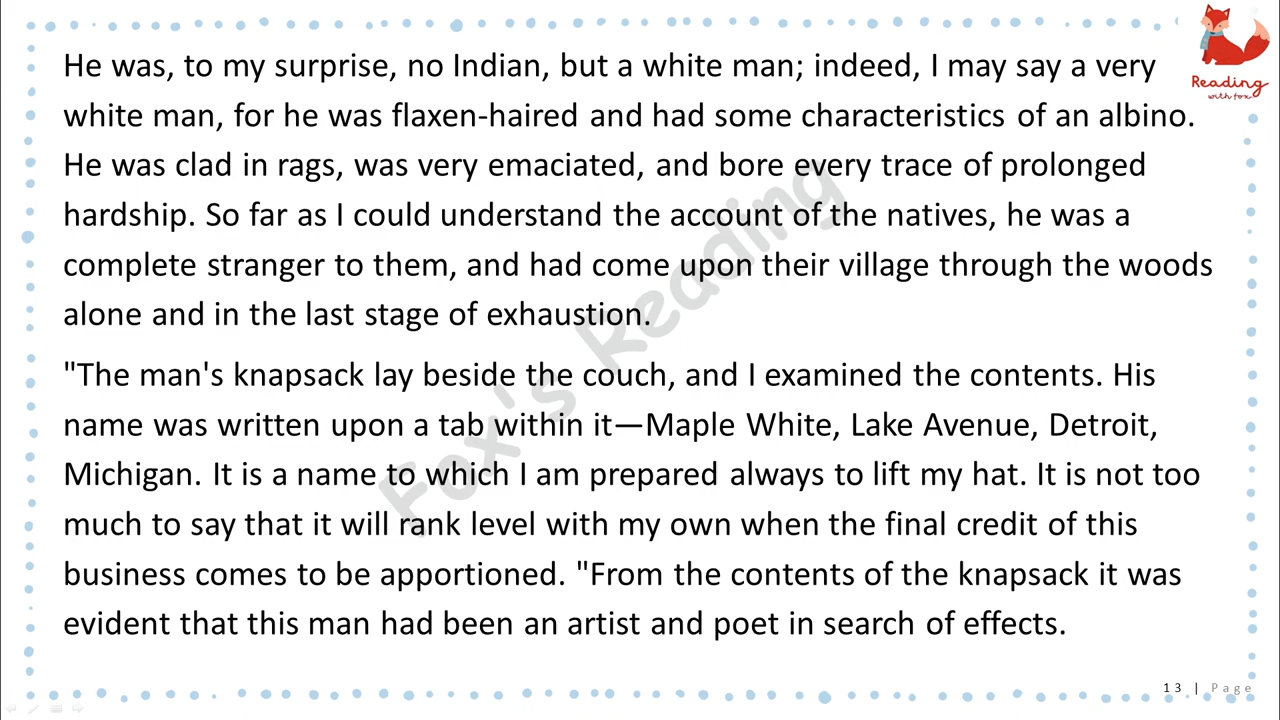 He was, to my surprise, no Indian, but a white man; indeed, I may say a very
white man, for he was flaxen-haired and had some characteristics of an albino.
He was clad in rags, was very emaciated, and bore every trace of prolonged
hardship. So far as I could understand the account of the natives, he was a
complete stranger to them, and had come upon their village through the woods
alone and in the last stage of exhaustion.
"The man's knapsack lay beside the couch, and I examined the contents. His
name was written upon a tab within it—Maple White, Lake Avenue, Detroit,
Michigan. It is a name to which I am prepared always to lift my hat. It is not too
much to say that it will rank level with my own when the final credit of this
business comes to be apportioned. "From the contents of the knapsack it was
evident that this man had been an artist and poet in search of effects.
Fox's Reading
Reading
with fox
13 | Page